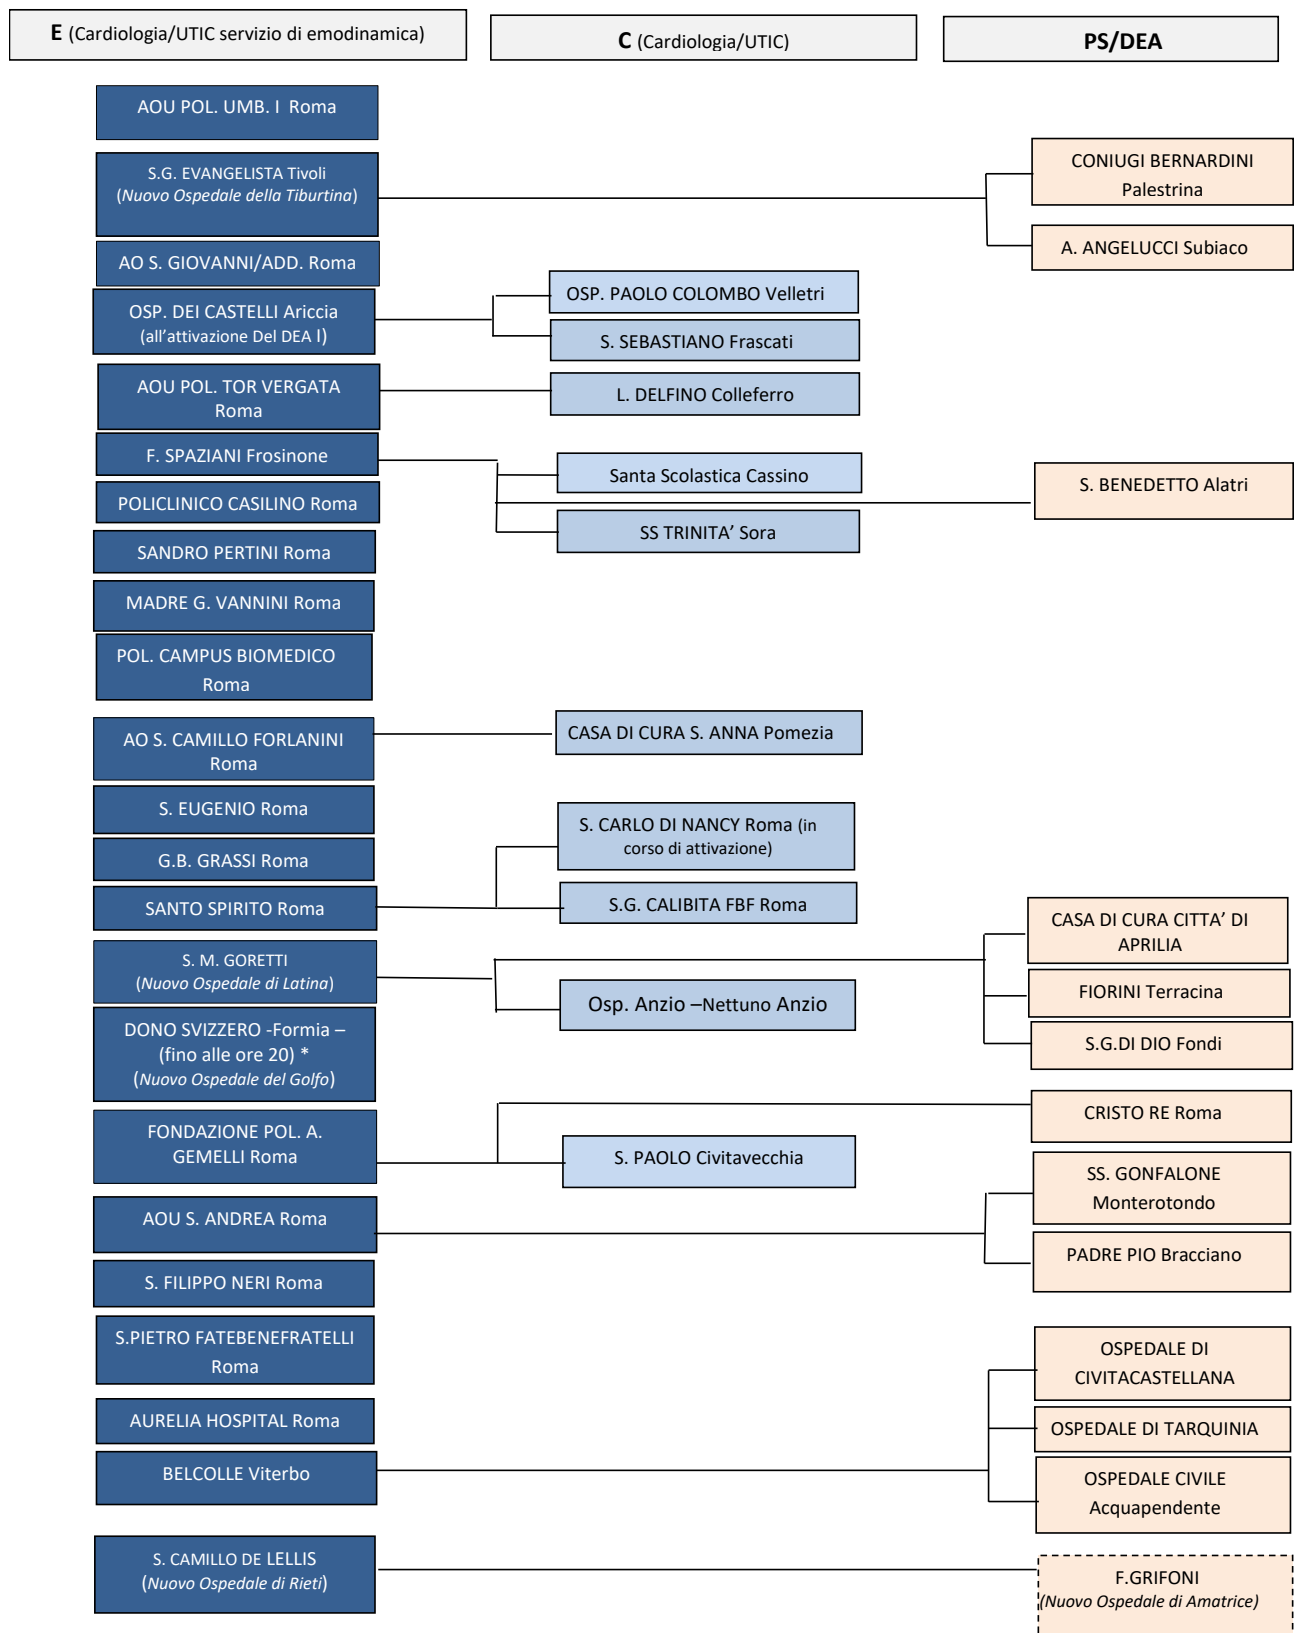 E (Cardiologia/UTIC servizio di emodinamica)
C (Cardiologia/UTIC)
PS/DEA
AOU POL. UMB. I Roma
S.G. EVANGELISTA Tivoli
(Nuovo Ospedale della Tiburtina)
CONIUGI BERNARDINI
Palestrina
A. ANGELUCCI Subiaco
AO S. GIOVANNI/ADD. Roma
OSP. DEI CASTELLI Ariccia
(all'attivazione Del DEA I)
OSP. PAOLO COLOMBO Velletri
S. SEBASTIANO Frascati
AOU POL. TOR VERGATA
Roma
L. DELFINO Colleferro
F. SPAZIANI Frosinone
Santa Scolastica Cassino
S. BENEDETTO Alatri
SS TRINITA' Sora
POLICLINICO CASILINO Roma
SANDRO PERTINI Roma
MADRE G. VANNINI Roma
POL. CAMPUS BIOMEDICO
Roma
AO S. CAMILLO FORLANINI
Roma
CASA DI CURA S. ANNA Pomezia
S. EUGENIO Roma
G.B. GRASSI Roma
SANTO SPIRITO Roma
S. CARLO DI NANCY Roma (in
corso di attivazione)
S.G. CALIBITA FBF Roma
S. M. GORETTI
(Nuovo Ospedale di Latina)
Osp. Anzio –Nettuno Anzio
CASA DI CURA CITTA' DI
APRILIA
FIORINI Terracina
S.G.DI DIO Fondi
DONO SVIZZERO -Formia –
(fino alle ore 20) *
(Nuovo Ospedale del Golfo)
FONDAZIONE POL. A.
GEMELLI Roma
S. PAOLO Civitavecchia
CRISTO RE Roma
AOU S. ANDREA Roma
SS. GONFALONE
Monterotondo
PADRE PIO Bracciano
S. FILIPPO NERI Roma
S.PIETRO FATEBENEFRATELLI
Roma
AURELIA HOSPITAL Roma
BELCOLLE Viterbo
OSPEDALE DI
CIVITACASTELLANA
OSPEDALE DI TARQUINIA
OSPEDALE CIVILE
Acquapendente
S. CAMILLO DE LELLIS
(Nuovo Ospedale di Rieti)
F.GRIFONI
(Nuovo Ospedale di Amatrice)